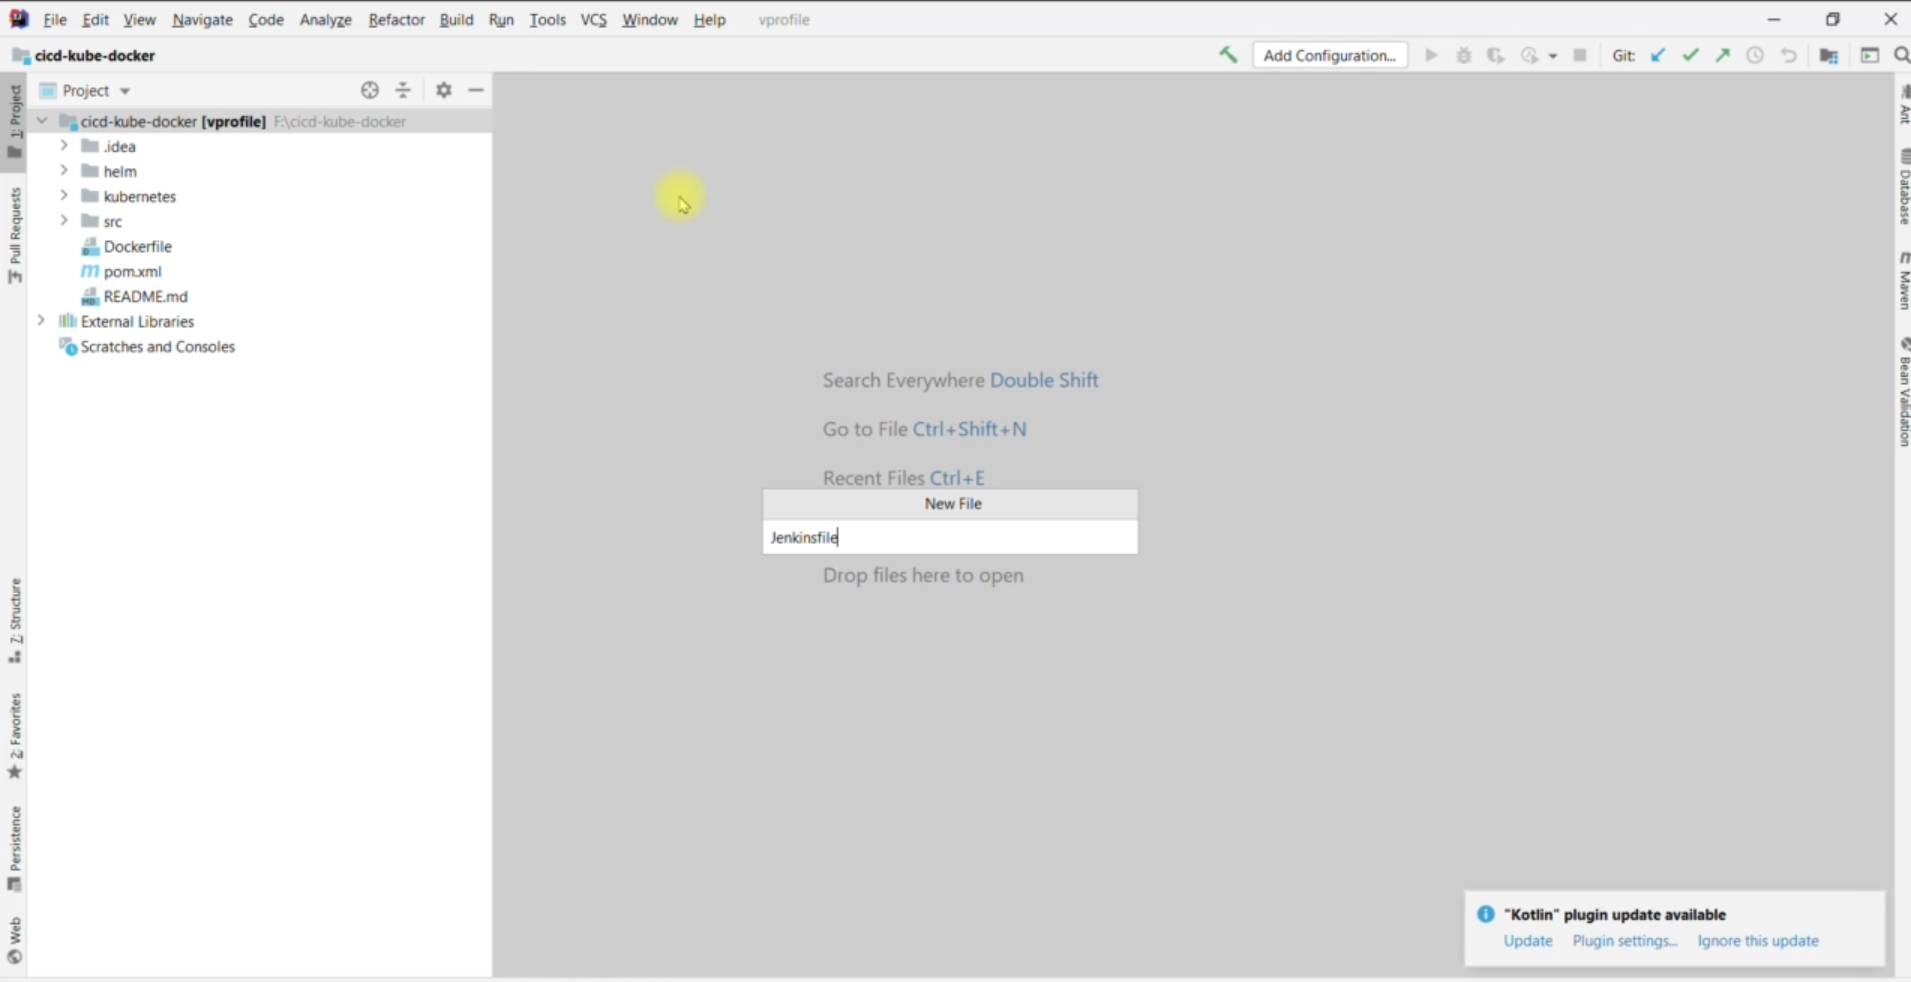 File Edit View Navigate Code Analyze Refactor Build Run Tools VCS Window Help vprofile
cicd-kube-docker
Add Configuration...
Git:
1: Project
Pull Requests
7: Structure
2: Favorites
Persistence
Web
Project
cicd-kube-docker [vprofile] F:\cicd-kube-docker
.idea
helm
kubernetes
src
Dockerfile
pom.xml
README.md
External Libraries
Scratches and Consoles
Search Everywhere Double Shift
Go to File Ctrl+Shift+N
Recent Files Ctrl+E
New File
Jenkinsfile
Drop files here to open
Ant
Database
Maven
Bean Validation
"Kotlin" plugin update available
Update Plugin settings... Ignore this update